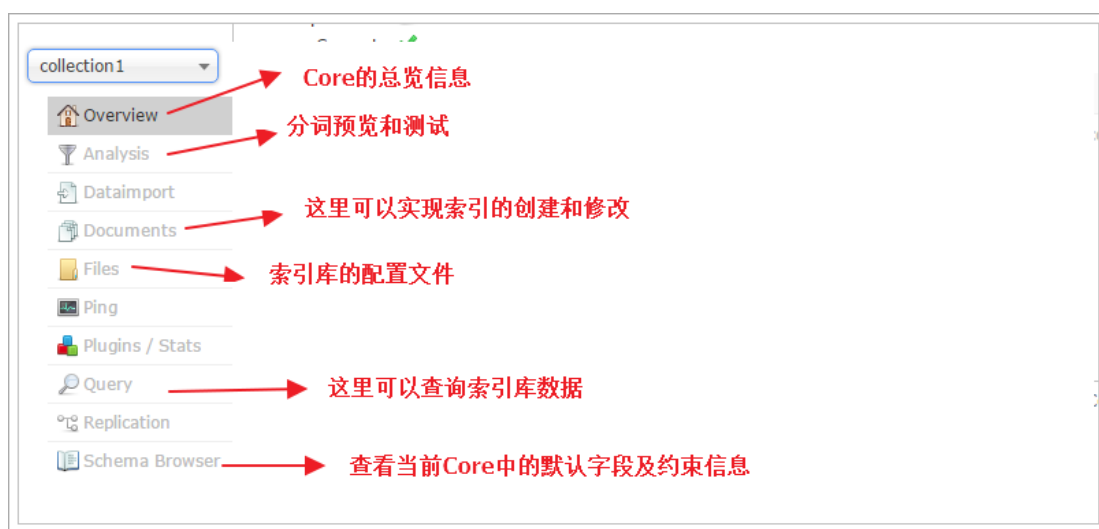 collection1
Core的总览信息
Overview
分词预览和测试
Analysis
Dataimport
这里可以实现索引的创建和修改
Documents
Files
索引库的配置文件
Ping
Plugins / Stats
Query
这里可以查询索引库数据
Replication
Schema Browser
查看当前Core中的默认字段及约束信息